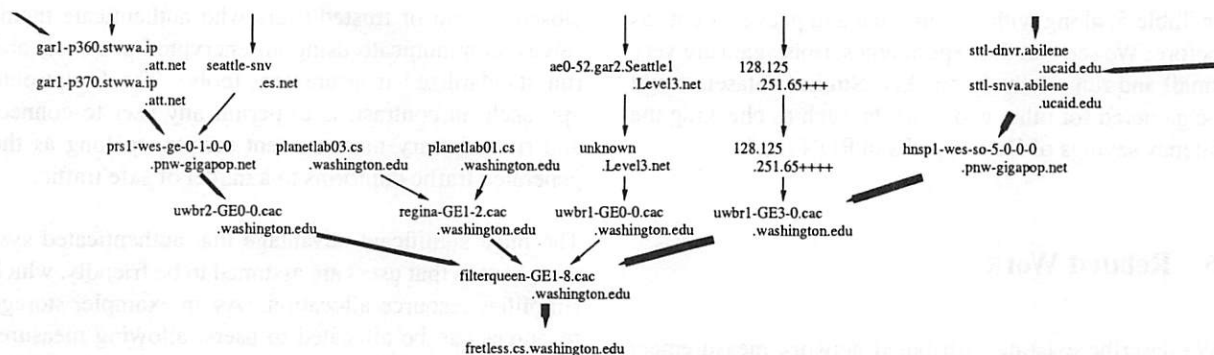 gar1-p360.stwwa.ip
.att.net
gar1-p370.stwwa.ip
.att.net
seattle-snv
.es.net
ae0-52.gar2.Seattle1
.Level3.net
128.125
.251.65+++
sttl-dnvr.abilene
.ucaid.edu
sttl-snva.abilene
.ucaid.edu
prs1-wes-ge-0-1-0-0
.pnw-gigapop.net
planetlab03.cs
.washington.edu
planetlab01.cs
.washington.edu
unknown
.Level3.net
128.125
.251.65++++
hnsp1-wes-so-5-0-0-0
.pnw-gigapop.net
uwbr2-GE0-0.cac
.washington.edu
regina-GE1-2.cac
.washington.edu
uwbr1-GE0-0.cac
.washington.edu
uwbr1-GE3-0.cac
.washington.edu
filterqueen-GE1-8.cac
.washington.edu
fretless.cs.washington.edu